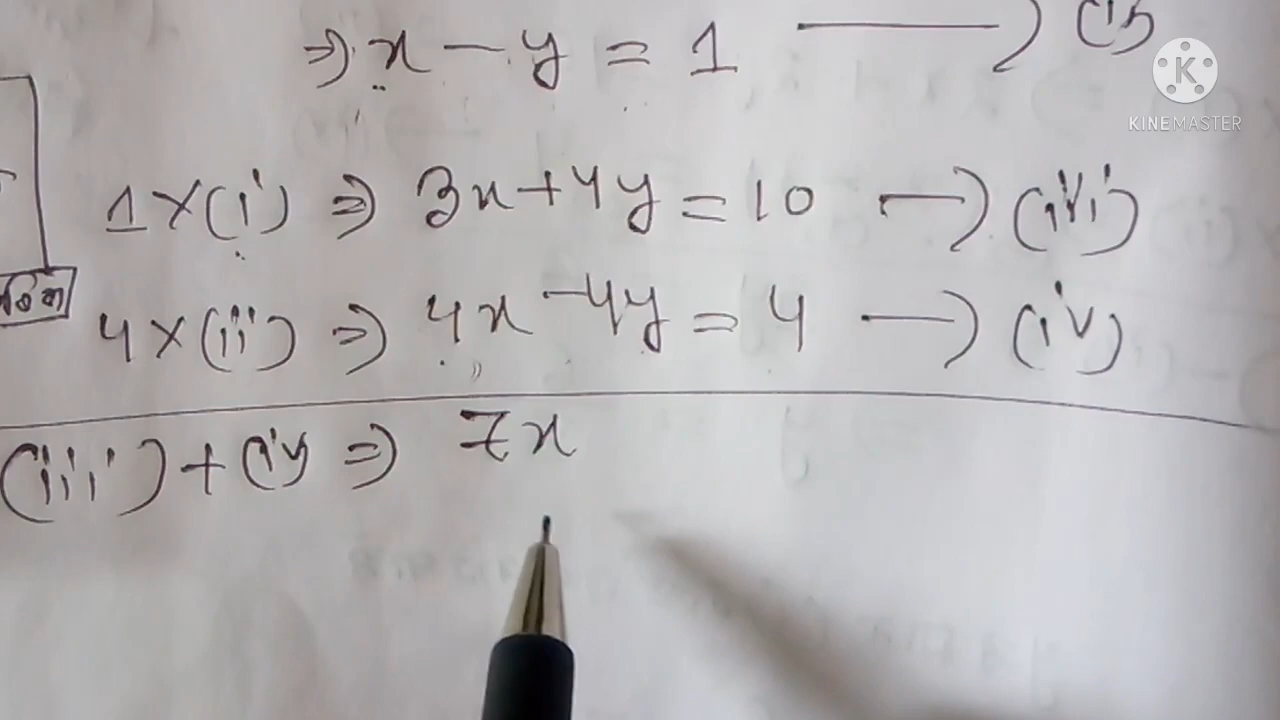 ⇒ x - y = 1 ⟶ (ii)
KINEMASTER
1×(i) ⇒ 3x+4y=10 ⟶ (iii)
4×(ii) ⇒ 4x-4y=4 ⟶ (iv)
(iii)+(iv) ⇒ 7x